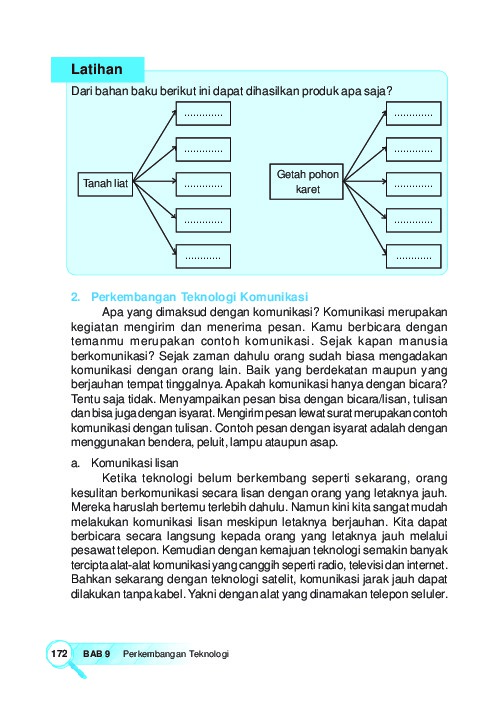 Latihan
Dari bahan baku berikut ini dapat dihasilkan produk apa saja?
.............
.............
Tanah liat
.............
.............
............
.............
.............
Getah pohon
karet
.............
.............
............
2. Perkembangan Teknologi Komunikasi
Apa yang dimaksud dengan komunikasi? Komunikasi merupakan
kegiatan mengirim dan menerima pesan. Kamu berbicara dengan
temanmu merupakan contoh komunikasi. Sejak kapan manusia
berkomunikasi? Sejak zaman dahulu orang sudah biasa mengadakan
komunikasi dengan orang lain. Baik yang berdekatan maupun yang
berjauhan tempat tinggalnya. Apakah komunikasi hanya dengan bicara?
Tentu saja tidak. Menyampaikan pesan bisa dengan bicara/lisan, tulisan
dan bisa juga dengan isyarat. Mengirim pesan lewat surat merupakan contoh
komunikasi dengan tulisan. Contoh pesan dengan isyarat adalah dengan
menggunakan bendera, peluit, lampu ataupun asap.
a. Komunikasi lisan
Ketika teknologi belum berkembang seperti sekarang, orang
kesulitan berkomunikasi secara lisan dengan orang yang letaknya jauh.
Mereka haruslah bertemu terlebih dahulu. Namun kini kita sangat mudah
melakukan komunikasi lisan meskipun letaknya berjauhan. Kita dapat
berbicara secara langsung kepada orang yang letaknya jauh melalui
pesawat telepon. Kemudian dengan kemajuan teknologi semakin banyak
tercipta alat-alat komunikasi yang canggih seperti radio, televisi dan internet.
Bahkan sekarang dengan teknologi satelit, komunikasi jarak jauh dapat
dilakukan tanpa kabel. Yakni dengan alat yang dinamakan telepon seluler.
172 BAB 9 Perkembangan Teknologi